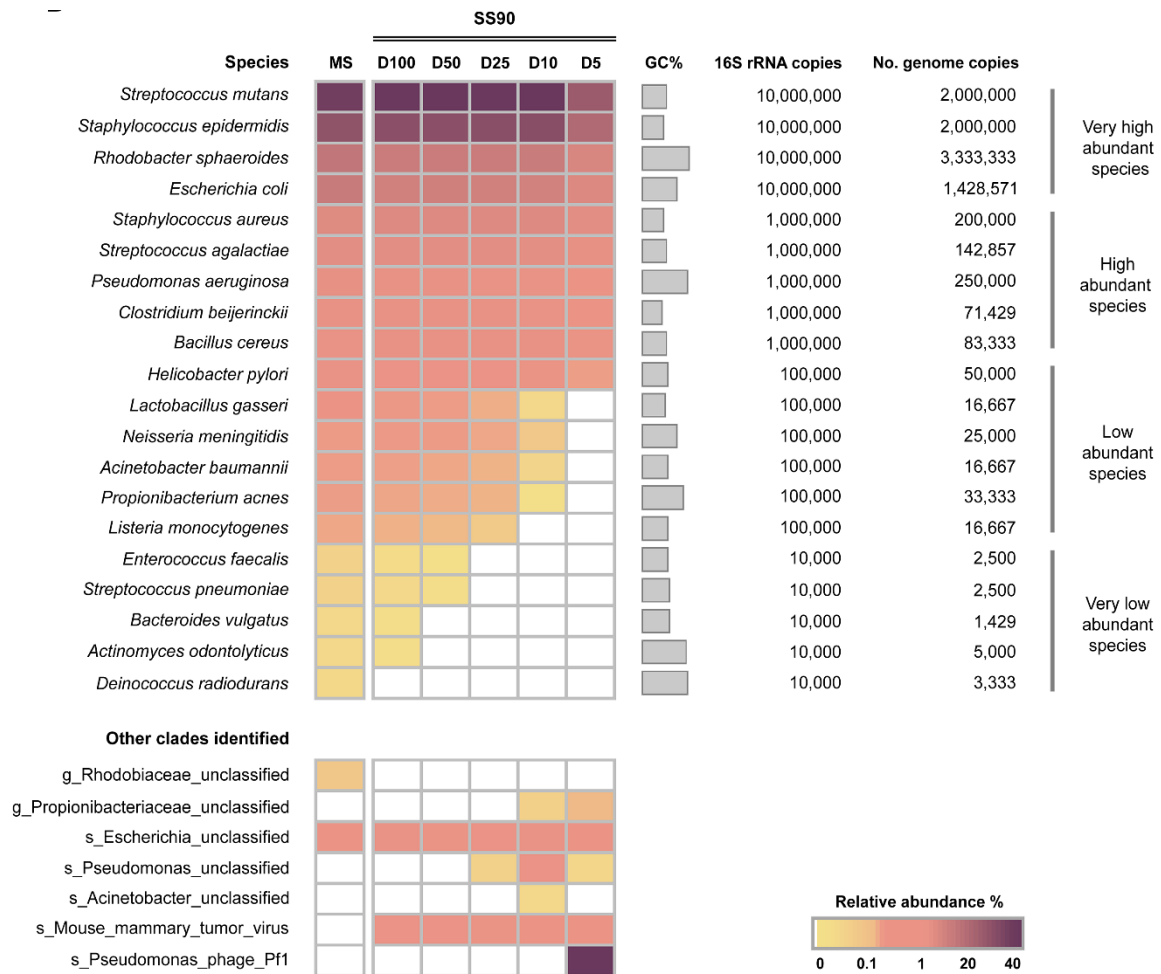 SS90
Species MS D100 D50 D25 D10 D5 GC% 16S rRNA copies No. genome copies
Streptococcus mutans 10,000,000 2,000,000
Staphylococcus epidermidis 10,000,000 2,000,000
Rhodobacter sphaeroides 10,000,000 3,333,333
Escherichia coli 10,000,000 1,428,571
Very high
abundant
species
Staphylococcus aureus 1,000,000 200,000
Streptococcus agalactiae 1,000,000 142,857
Pseudomonas aeruginosa 1,000,000 250,000
Clostridium beijerinckii 1,000,000 71,429
Bacillus cereus 1,000,000 83,333
High
abundant
species
Helicobacter pylori 100,000 50,000
Lactobacillus gasseri 100,000 16,667
Neisseria meningitidis 100,000 25,000
Acinetobacter baumannii 100,000 16,667
Propionibacterium acnes 100,000 33,333
Listeria monocytogenes 100,000 16,667
Low
abundant
species
Enterococcus faecalis 10,000 2,500
Streptococcus pneumoniae 10,000 2,500
Bacteroides vulgatus 10,000 1,429
Actinomyces odontolyticus 10,000 5,000
Deinococcus radiodurans 10,000 3,333
Very low
abundant
species
Other clades identified
g_Rhodobiaceae_unclassified
g_Propionibacteriaceae_unclassified
s_Escherichia_unclassified
s_Pseudomonas_unclassified
s_Acinetobacter_unclassified
s_Mouse_mammary_tumor_virus
s_Pseudomonas_phage_Pf1
Relative abundance %
0 0.1 1 20 40